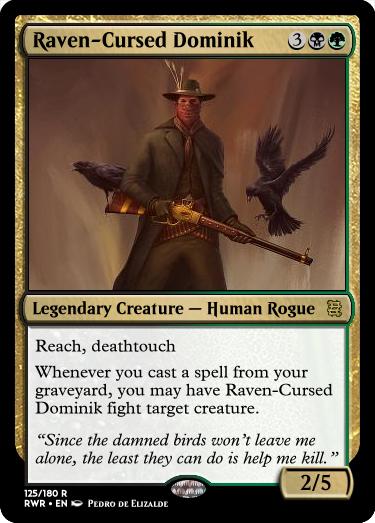 Raven-Cursed Dominik 3
Legendary Creature — Human Rogue
Reach, deathtouch
Whenever you cast a spell from your
graveyard, you may have Raven-Cursed
Dominik fight target creature.
“Since the damned birds won’t leave me
alone, the least they can do is help me kill.”
2/5
125/180 R
RWR • EN Pedro de Elizalde